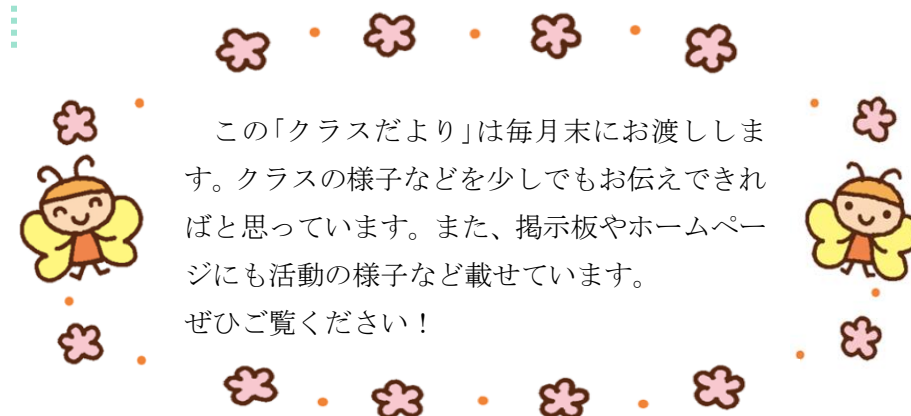 この「クラスだより」は毎月末にお渡ししま
す。クラスの様子などを少しでもお伝えできれ
ばと思っています。また、掲示板やホームペー
ジにも活動の様子など載せています。
ぜひご覧ください！